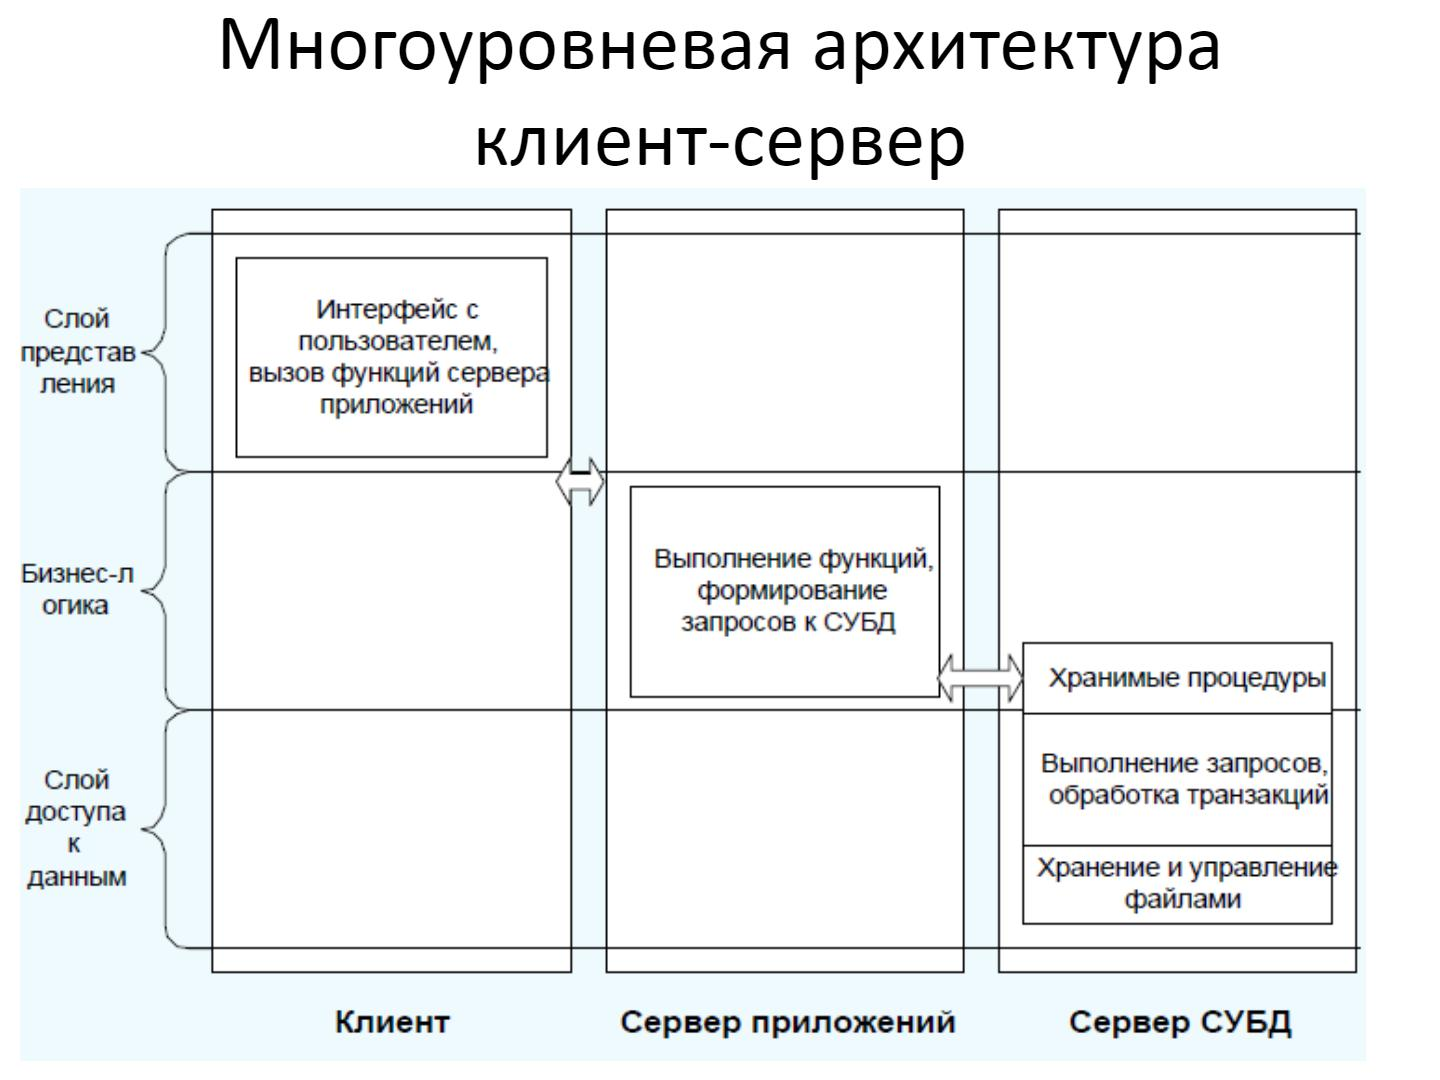 Многоуровневая архитектура
клиент-сервер
Слой
представ
ления
Интерфейс с
пользователем,
вызов функций сервера
приложений
Бизнес-л
огика
Выполнение функций,
формирование
запросов к СУБД
Хранимые процедуры
Слой
доступа
к
данным
Выполнение запросов,
обработка транзакций
Хранение и управление
файлами
Клиент
Сервер приложений
Сервер СУБД